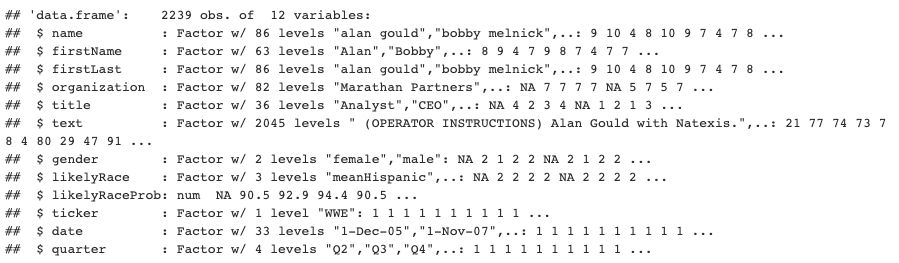 ## 'data.frame':    2239 obs. of  12 variables:
##  $ name          : Factor w/ 86 levels "alan gould","bobby melnick",..: 9 10 4 8 10 9 7 4 7 8 ...
##  $ firstName     : Factor w/ 63 levels "Alan","Bobby",..: 8 9 4 7 9 8 7 4 7 7 ...
##  $ firstLast     : Factor w/ 86 levels "alan gould","bobby melnick",..: 9 10 4 8 10 9 7 4 7 8 ...
##  $ organization  : Factor w/ 82 levels "Marathan Partners",..: NA 7 7 7 7 NA 5 7 5 7 ...
##  $ title         : Factor w/ 36 levels "Analyst","CEO",..: NA 4 2 3 4 NA 1 2 1 3 ...
##  $ text          : Factor w/ 2045 levels " (OPERATOR INSTRUCTIONS) Alan Gould with Natexis.",..: 21 77 74 73 7
8 4 80 29 47 91 ...
##  $ gender        : Factor w/ 2 levels "female","male": NA 2 1 2 2 NA 2 1 2 2 ...
##  $ likelyRace    : Factor w/ 3 levels "meanHispanic",..: NA 2 2 2 2 NA 2 2 2 2 ...
##  $ likelyRaceProb: num  NA 90.5 92.9 94.4 90.5 ...
##  $ ticker        : Factor w/ 1 level "WWE": 1 1 1 1 1 1 1 1 1 1 ...
##  $ date          : Factor w/ 33 levels "1-Dec-05","1-Nov-07",..: 1 1 1 1 1 1 1 1 1 1 ...
##  $ quarter       : Factor w/ 4 levels "Q2","Q3","Q4",..: 1 1 1 1 1 1 1 1 1 1 ...